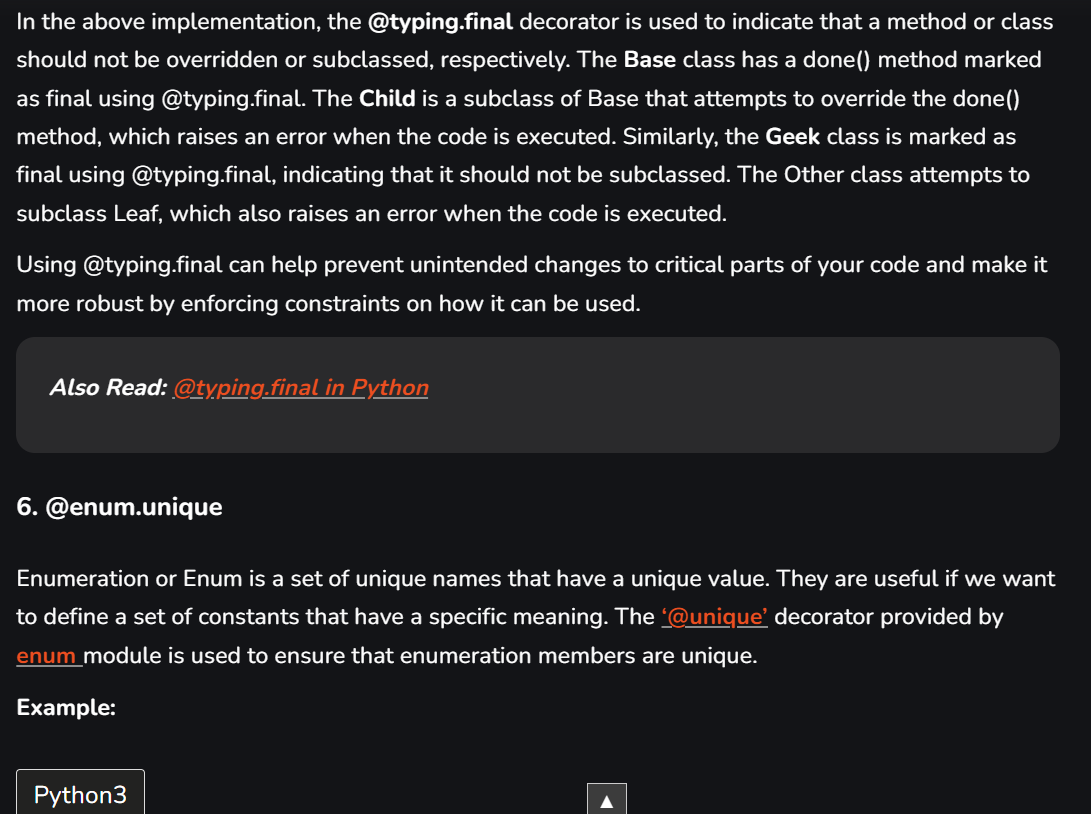 In the above implementation, the @typing.final decorator is used to indicate that a method or class
should not be overridden or subclassed, respectively. The Base class has a done() method marked
as final using @typing.final. The Child is a subclass of Base that attempts to override the done()
method, which raises an error when the code is executed. Similarly, the Geek class is marked as
final using @typing.final, indicating that it should not be subclassed. The Other class attempts to
subclass Leaf, which also raises an error when the code is executed.
Using @typing.final can help prevent unintended changes to critical parts of your code and make it
more robust by enforcing constraints on how it can be used.
Also Read: @typing.final in Python
6. @enum.unique
Enumeration or Enum is a set of unique names that have a unique value. They are useful if we want
to define a set of constants that have a specific meaning. The ‘@unique’ decorator provided by
enum module is used to ensure that enumeration members are unique.
Example:
Python3